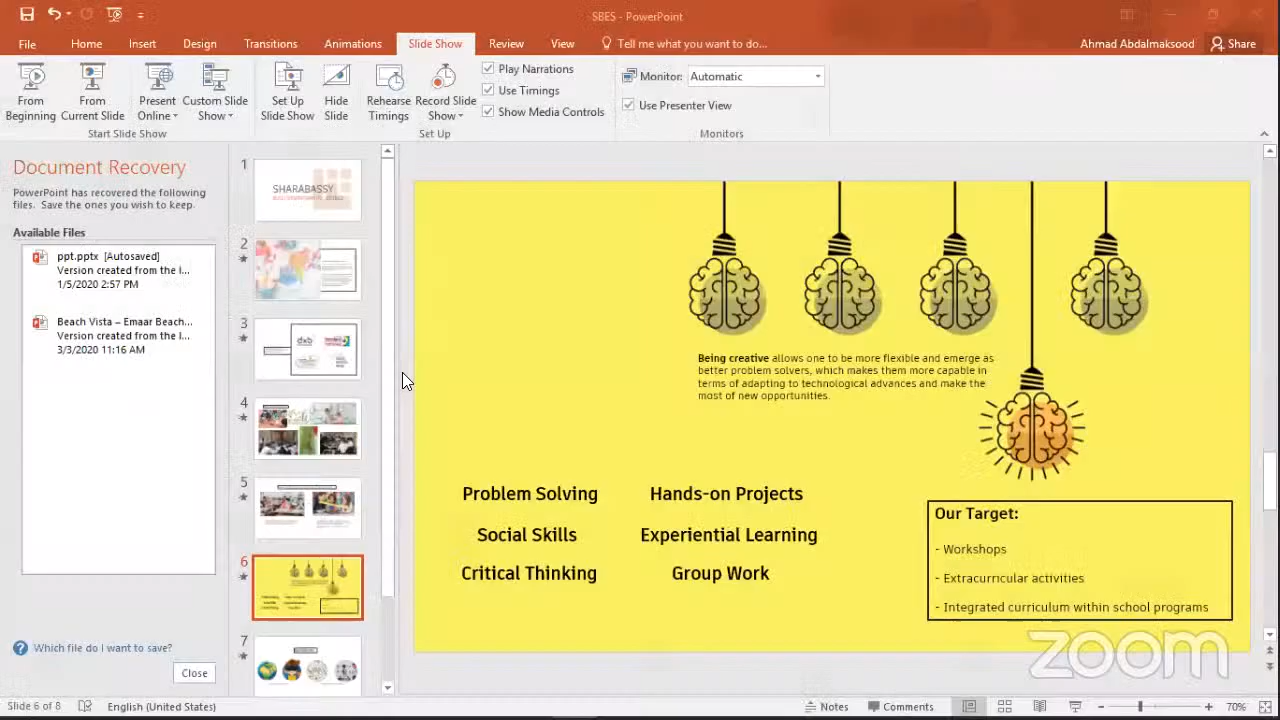 SBES - PowerPoint
File Home Insert Design Transitions Animations Slide Show Review View Tell me what you want to do... Ahmad Abdalmaksood Share
From Beginning
From Current Slide
Present Online
Custom Slide Show
Start Slide Show
Set Up Slide Show
Hide Slide
Rehearse Timings
Record Slide Show
Play Narrations
Use Timings
Show Media Controls
Set Up
Monitor: Automatic
Use Presenter View
Monitors
Document Recovery
PowerPoint has recovered the following
files. Save the ones you wish to keep.
Available Files
ppt.pptx [Autosaved]
Version created from the l...
1/5/2020 2:57 PM
Beach Vista – Emaar Beach...
Version created from the l...
3/3/2020 11:16 AM
Which file do I want to save?
Close
1
SHARABASSY
2
3
dxb
4
5
6
7
Being creative allows one to be more flexible and emerge as
better problem solvers, which makes them more capable in
terms of adapting to technological advances and make the
most of new opportunities.
Problem Solving Hands-on Projects
Social Skills Experiential Learning
Critical Thinking Group Work
Our Target:
- Workshops
- Extracurricular activities
- Integrated curriculum within school programs
zoom
Slide 6 of 8 English (United States) Notes Comments 70%